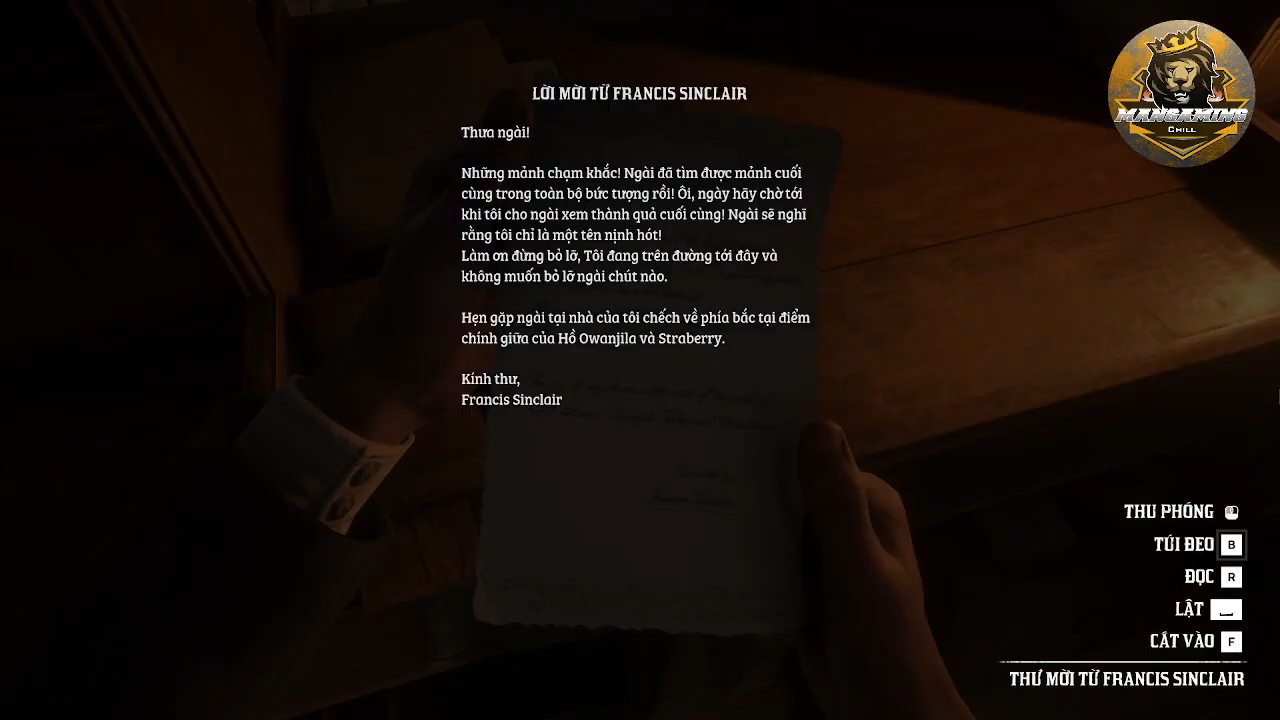 LỜI MỜI TỪ FRANCIS SINCLAIR
Thưa ngài!
Những mảnh chạm khắc! Ngài đã tìm được mảnh cuối
cùng trong toàn bộ bức tượng rồi! Ôi, ngày hãy chờ tới
khi tôi cho ngài xem thành quả cuối cùng! Ngài sẽ nghĩ
rằng tôi chỉ là một tên nịnh hót!
Làm ơn đừng bỏ lỡ, Tôi đang trên đường tới đây và
không muốn bỏ lỡ ngài chút nào.
Hẹn gặp ngài tại nhà của tôi chếch về phía bắc tại điểm
chính giữa của Hồ Owanjila và Straberry.
Kính thư,
Francis Sinclair
MANGAMING
CHILL
THU PHÓNG
TÚI ĐEO B
ĐỌC R
LẬT
CẤT VÀO F
THƯ MỜI TỪ FRANCIS SINCLAIR